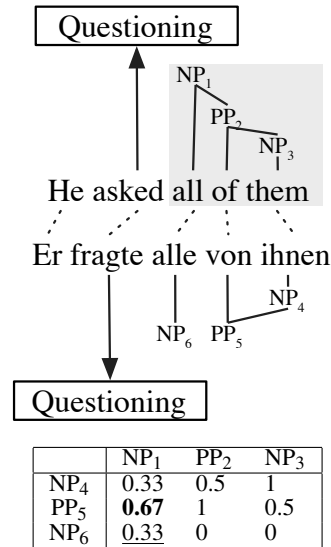 Questioning
NP₁
PP₂
NP₃
He asked all of them
Er fragte alle von ihnen
NP₄
NP₆ PP₅
Questioning
NP₁ PP₂ NP₃
NP₄ 0.33 0.5 1
PP₅ 0.67 1 0.5
NP₆ 0.33 0 0